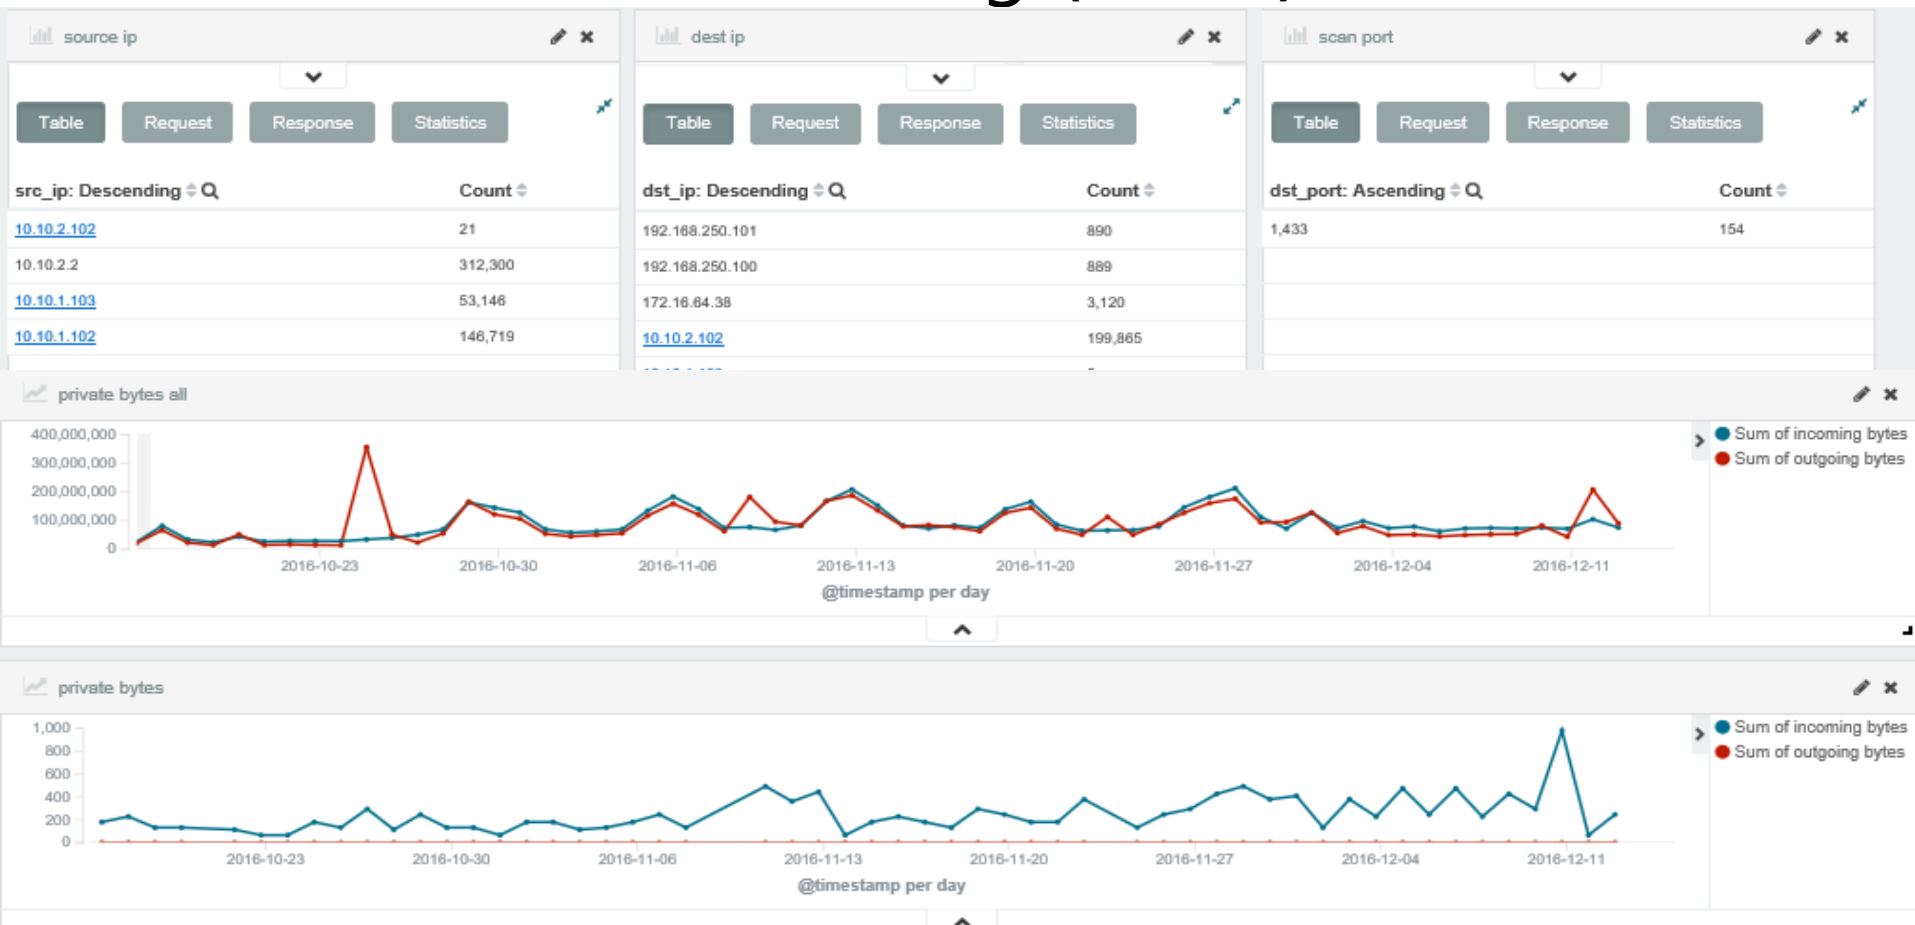 source ip
dest ip
scan port
Table Request Response Statistics
Table Request Response Statistics
Table Request Response Statistics
src_ip: Descending Count
10.10.2.102 21
10.10.2.2 312,300
10.10.1.103 53,146
10.10.1.102 146,719
dst_ip: Descending Count
192.168.250.101 890
192.168.250.100 889
172.16.64.38 3,120
10.10.2.102 199,865
dst_port: Ascending Count
1,433 154
private bytes all
400,000,000
300,000,000
200,000,000
100,000,000
0
2016-10-23 2016-10-30 2016-11-06 2016-11-13 2016-11-20 2016-11-27 2016-12-04 2016-12-11
@timestamp per day
Sum of incoming bytes
Sum of outgoing bytes
private bytes
1,000
800
600
400
200
0
2016-10-23 2016-10-30 2016-11-06 2016-11-13 2016-11-20 2016-11-27 2016-12-04 2016-12-11
@timestamp per day
Sum of incoming bytes
Sum of outgoing bytes